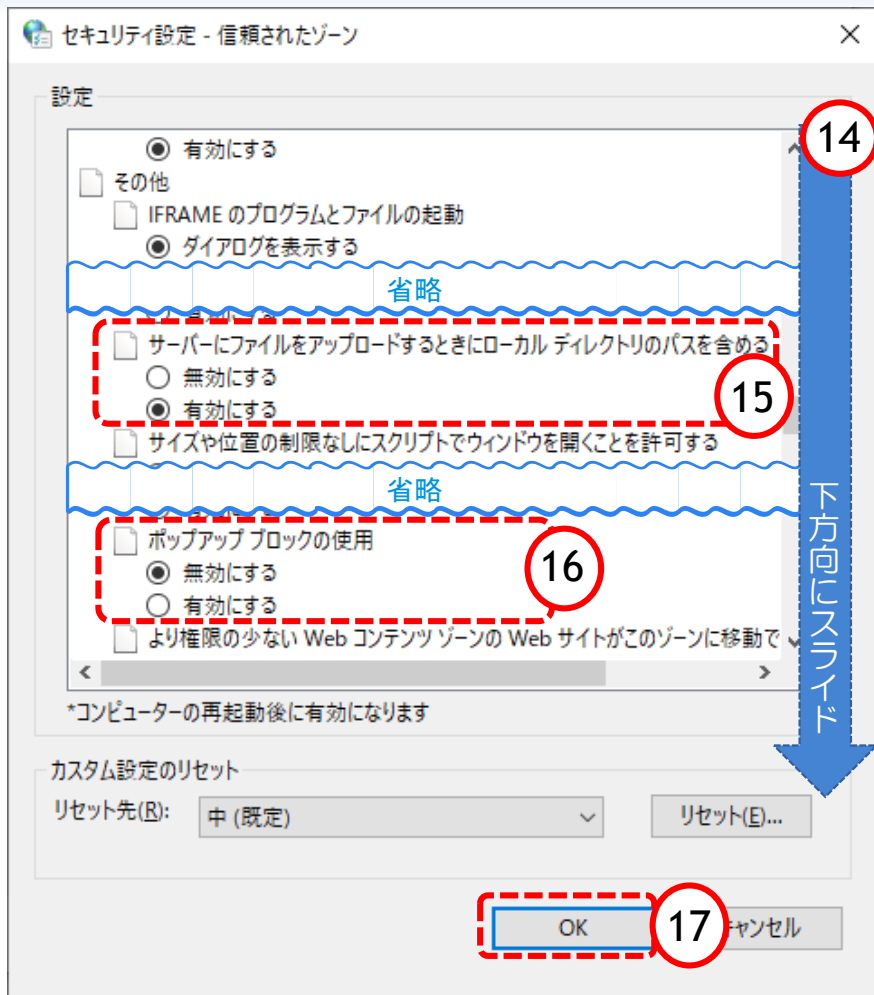 セキュリティ設定 - 信頼されたゾーン
設定
14
有効にする
その他
IFRAME のプログラムとファイルの起動
ダイアログを表示する
省略
サーバーにファイルをアップロードするときにローカル ディレクトリのパスを含める
無効にする
有効にする
15
サイズや位置の制限なしにスクリプトでウィンドウを開くことを許可する
省略
ポップアップ ブロックの使用
無効にする
有効にする
16
より権限の少ない Web コンテンツ ゾーンの Web サイトがこのゾーンに移動で
下方向にスライド
*コンピューターの再起動後に有効になります
カスタム設定のリセット
リセット先(R): 中 (既定) リセット(E)...
OK 17 ャンセル